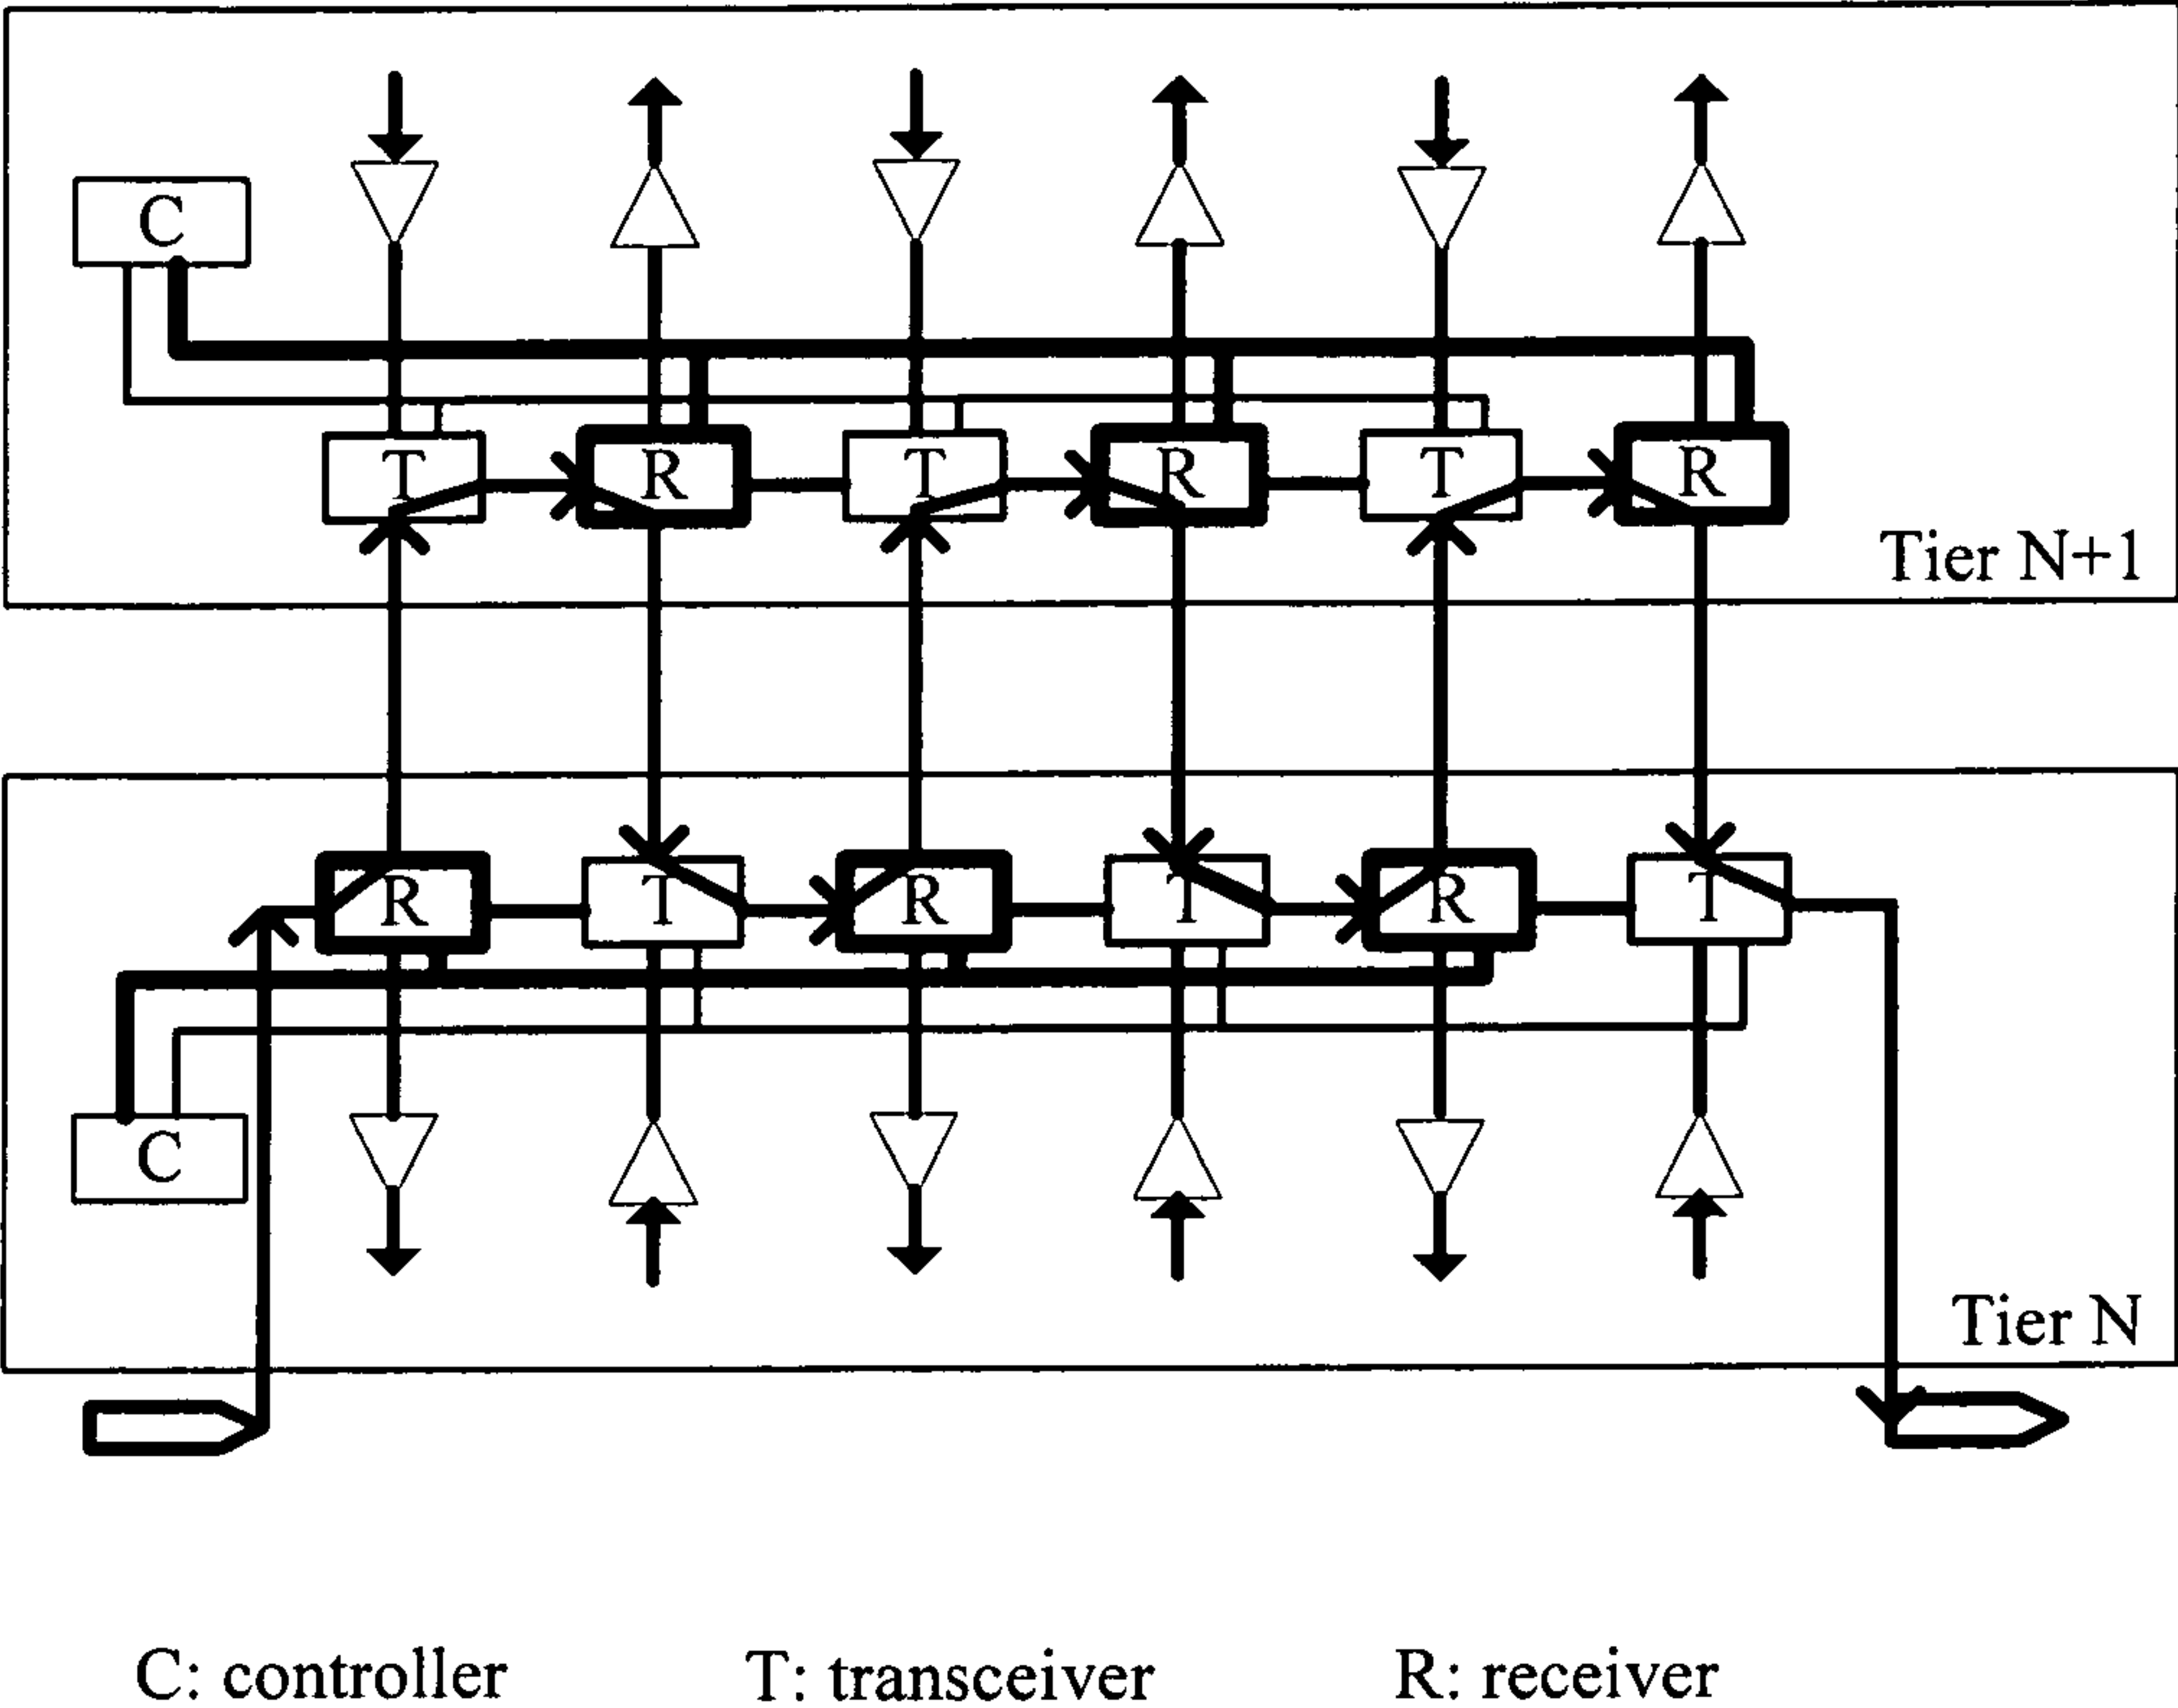 C
T R T R T R
Tier N+1
R T R T R T
C
Tier N
C: controller T: transceiver R: receiver